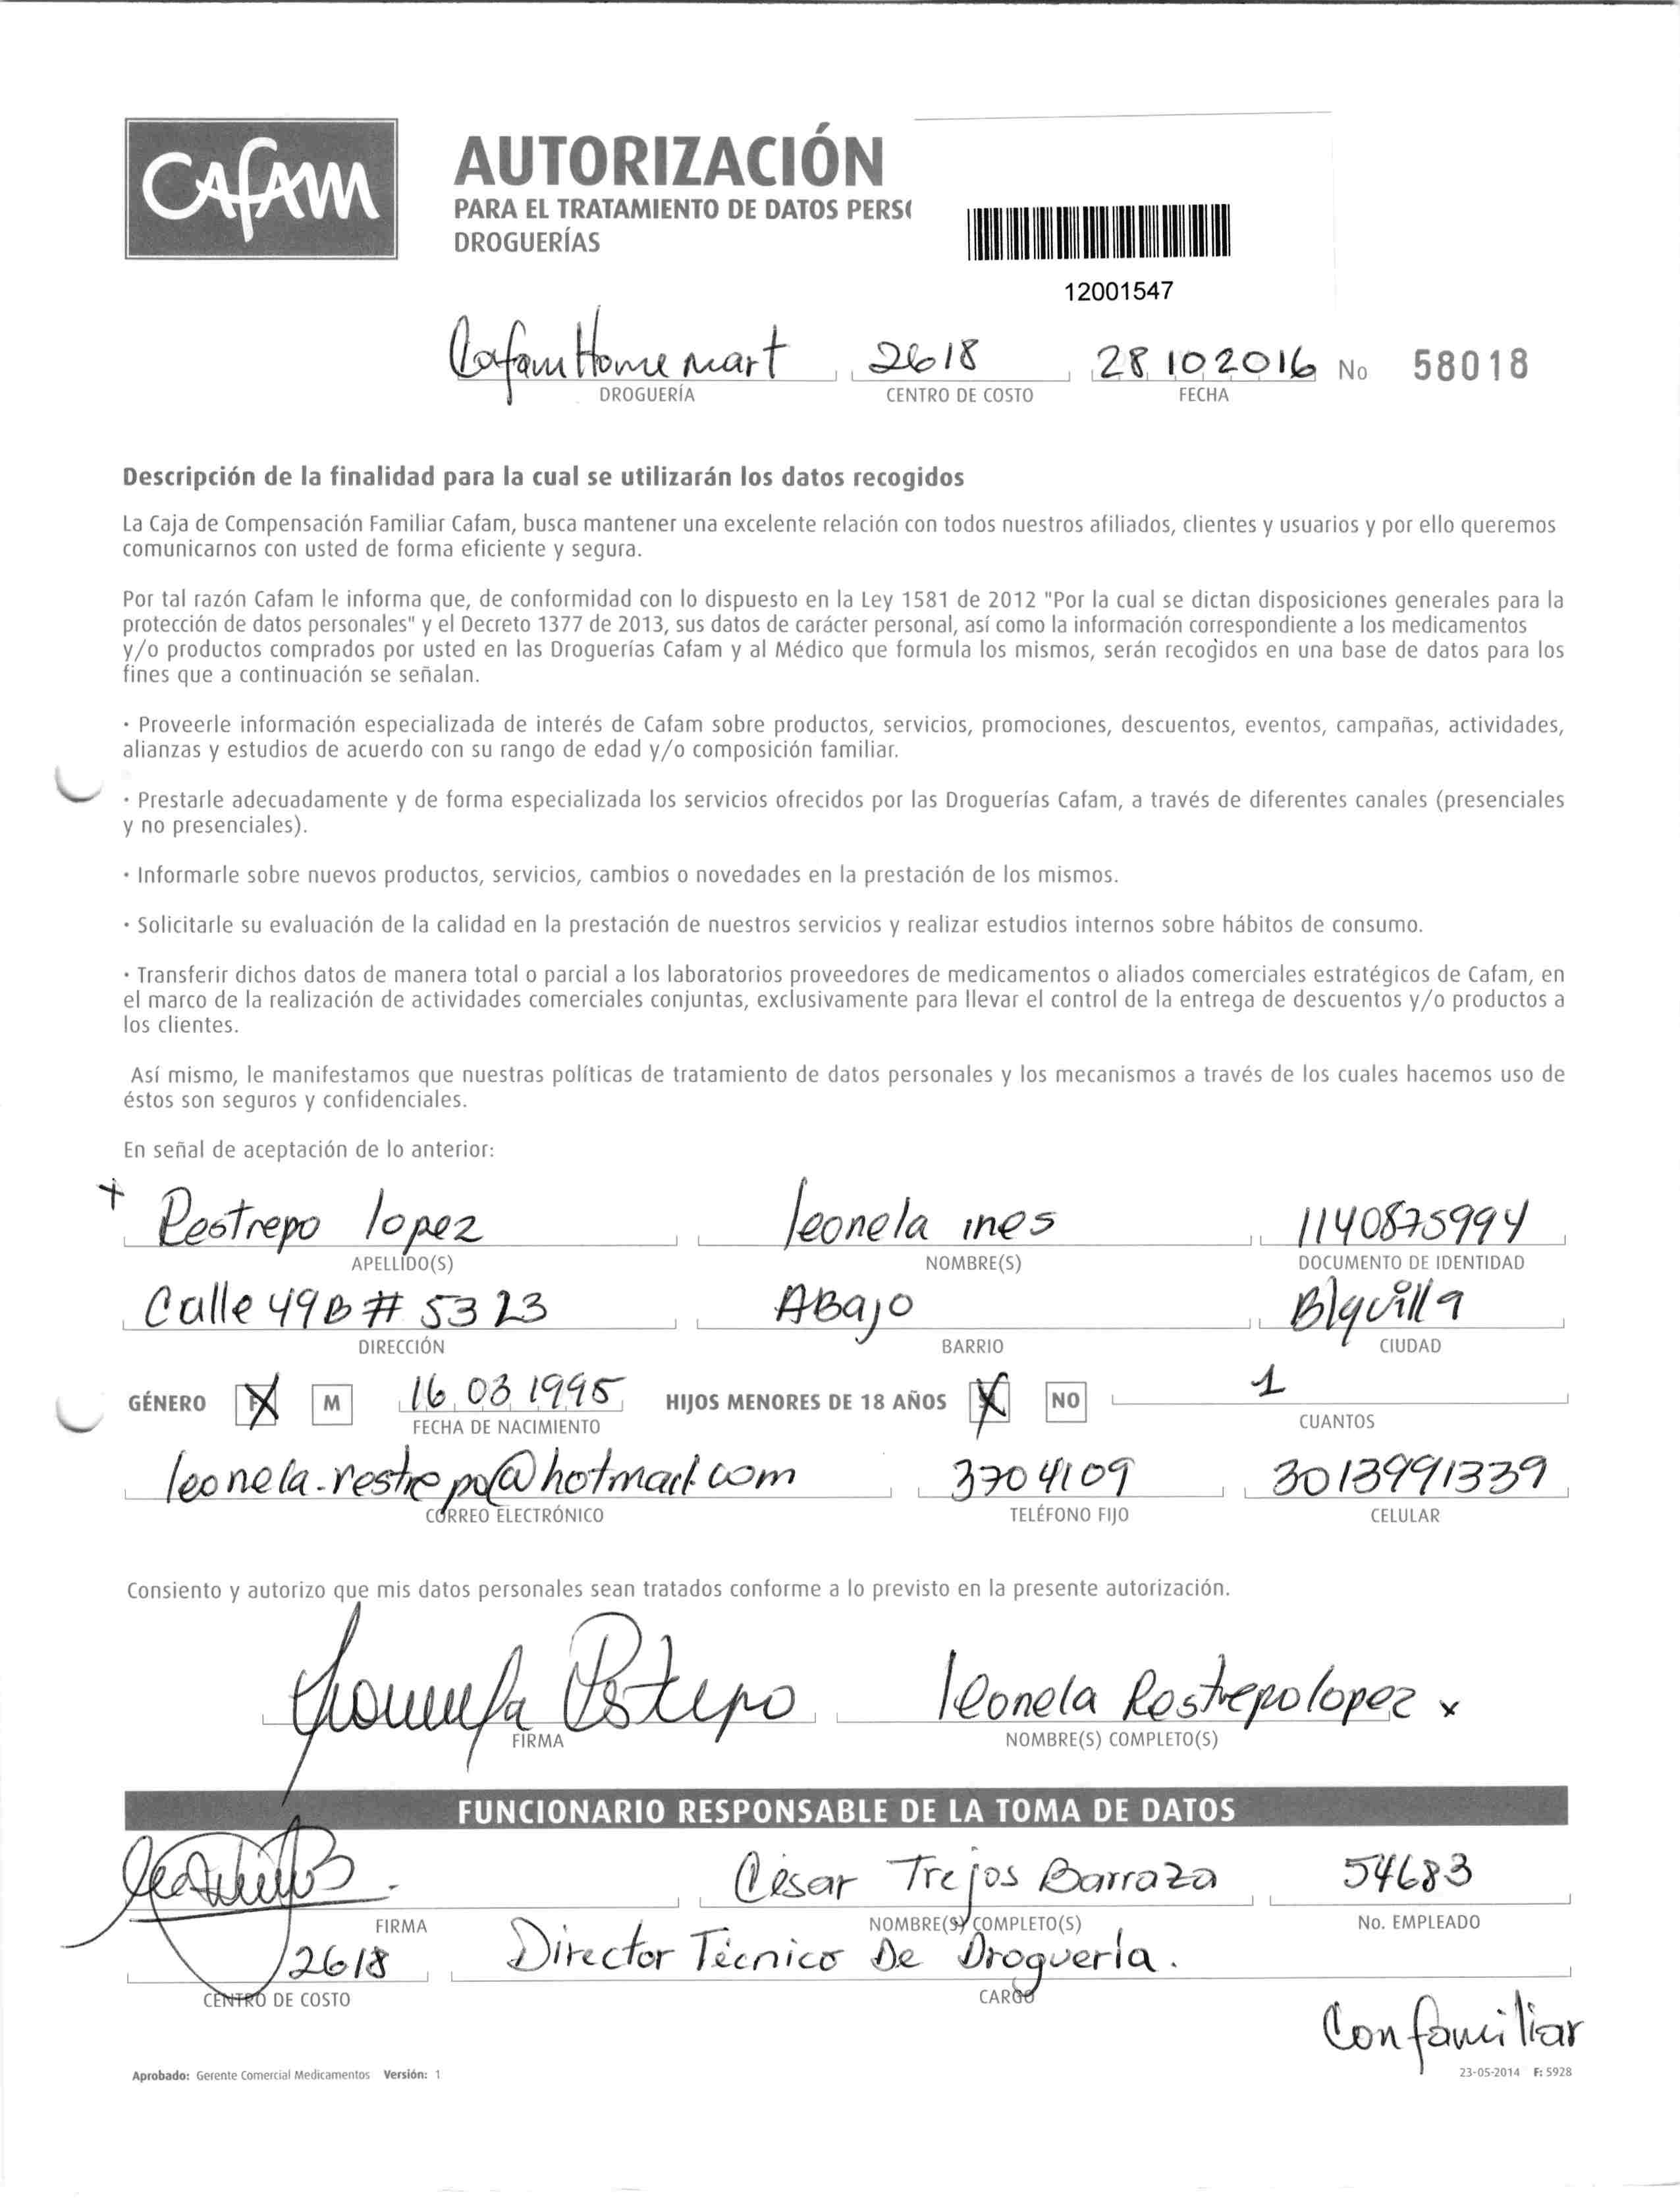 CAFAM
AUTORIZACIÓN
PARA EL TRATAMIENTO DE DATOS PERS
DROGUERÍAS
12001547
Cafam Home mart 2618 28 10 2016 No 58018
DROGUERÍA CENTRO DE COSTO FECHA
Descripción de la finalidad para la cual se utilizarán los datos recogidos
La Caja de Compensación Familiar Cafam, busca mantener una excelente relación con todos nuestros afiliados, clientes y usuarios y por ello queremos
comunicarnos con usted de forma eficiente y segura.
Por tal razón Cafam le informa que, de conformidad con lo dispuesto en la Ley 1581 de 2012 "Por la cual se dictan disposiciones generales para la
protección de datos personales" y el Decreto 1377 de 2013, sus datos de carácter personal, así como la información correspondiente a los medicamentos
y/o productos comprados por usted en las Droguerías Cafam y al Médico que formula los mismos, serán recogidos en una base de datos para los
fines que a continuación se señalan.
· Proveerle información especializada de interés de Cafam sobre productos, servicios, promociones, descuentos, eventos, campañas, actividades,
alianzas y estudios de acuerdo con su rango de edad y/o composición familiar.
· Prestarle adecuadamente y de forma especializada los servicios ofrecidos por las Droguerías Cafam, a través de diferentes canales (presenciales
y no presenciales).
· Informarle sobre nuevos productos, servicios, cambios o novedades en la prestación de los mismos.
· Solicitarle su evaluación de la calidad en la prestación de nuestros servicios y realizar estudios internos sobre hábitos de consumo.
· Transferir dichos datos de manera total o parcial a los laboratorios proveedores de medicamentos o aliados comerciales estratégicos de Cafam, en
el marco de la realización de actividades comerciales conjuntas, exclusivamente para llevar el control de la entrega de descuentos y/o productos a
los clientes.
Así mismo, le manifestamos que nuestras políticas de tratamiento de datos personales y los mecanismos a través de los cuales hacemos uso de
éstos son seguros y confidenciales.
En señal de aceptación de lo anterior:
Restrepo lopez leonela ines 1140875994
APELLIDO(S) NOMBRE(S) DOCUMENTO DE IDENTIDAD
Calle 49B # 53 23 ABajo B/quilla
DIRECCIÓN BARRIO CIUDAD
GÉNERO F M 16 03 1995 HIJOS MENORES DE 18 AÑOS NO 1
FECHA DE NACIMIENTO CUANTOS
leonela-restrepo@hotmail.com 3704109 3013991339
CORREO ELECTRÓNICO TELÉFONO FIJO CELULAR
Consiento y autorizo que mis datos personales sean tratados conforme a lo previsto en la presente autorización.
Leonela Restrepo leonela Restrepo lopez x
FIRMA NOMBRE(S) COMPLETO(S)
FUNCIONARIO RESPONSABLE DE LA TOMA DE DATOS
César Trejos Barraza 54683
FIRMA NOMBRE(S) COMPLETO(S) No. EMPLEADO
2618 Director Técnico De Droguería.
CENTRO DE COSTO CARGO
Confamiliar
Aprobado: Gerente Comercial Medicamentos Versión: 1 23-05-2014 F: 5928